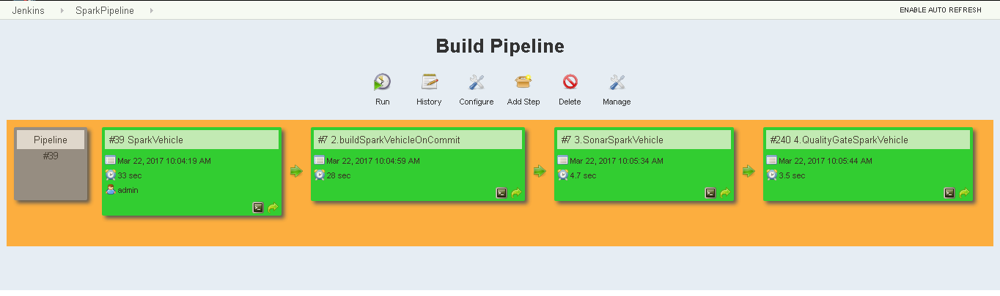 Jenkins SparkPipeline ENABLE AUTO REFRESH
Build Pipeline
Run History Configure Add Step Delete Manage
Pipeline
#39
#39 SparkVehicle
Mar 22, 2017 10:04:19 AM
33 sec
admin
#7 2.buildSparkVehicleOnCommit
Mar 22, 2017 10:04:59 AM
28 sec
#7 3.SonarSparkVehicle
Mar 22, 2017 10:05:34 AM
4.7 sec
#240 4.QualityGateSparkVehicle
Mar 22, 2017 10:05:44 AM
3.5 sec